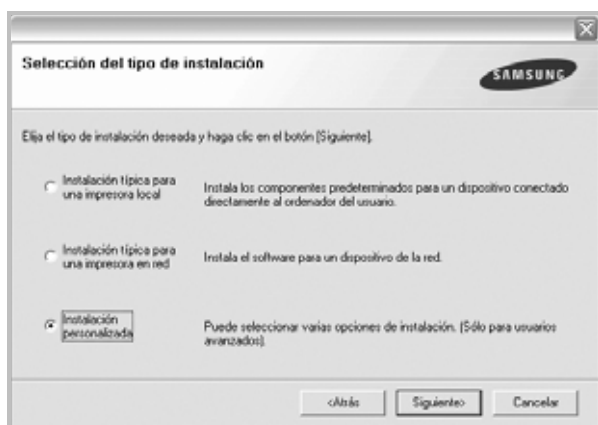 Selección del tipo de instalación
SAMSUNG
Elija el tipo de instalación deseada y haga clic en el botón [Siguiente].
Instalación típica para
una impresora local
Instala los componentes predeterminados para un dispositivo conectado
directamente al ordenador del usuario.
Instalación típica para
una impresora en red
Instala el software para un dispositivo de la red.
Instalación
personalizada
Puede seleccionar varias opciones de instalación. (Sólo para usuarios
avanzados).
<Atrás
Siguiente>
Cancelar